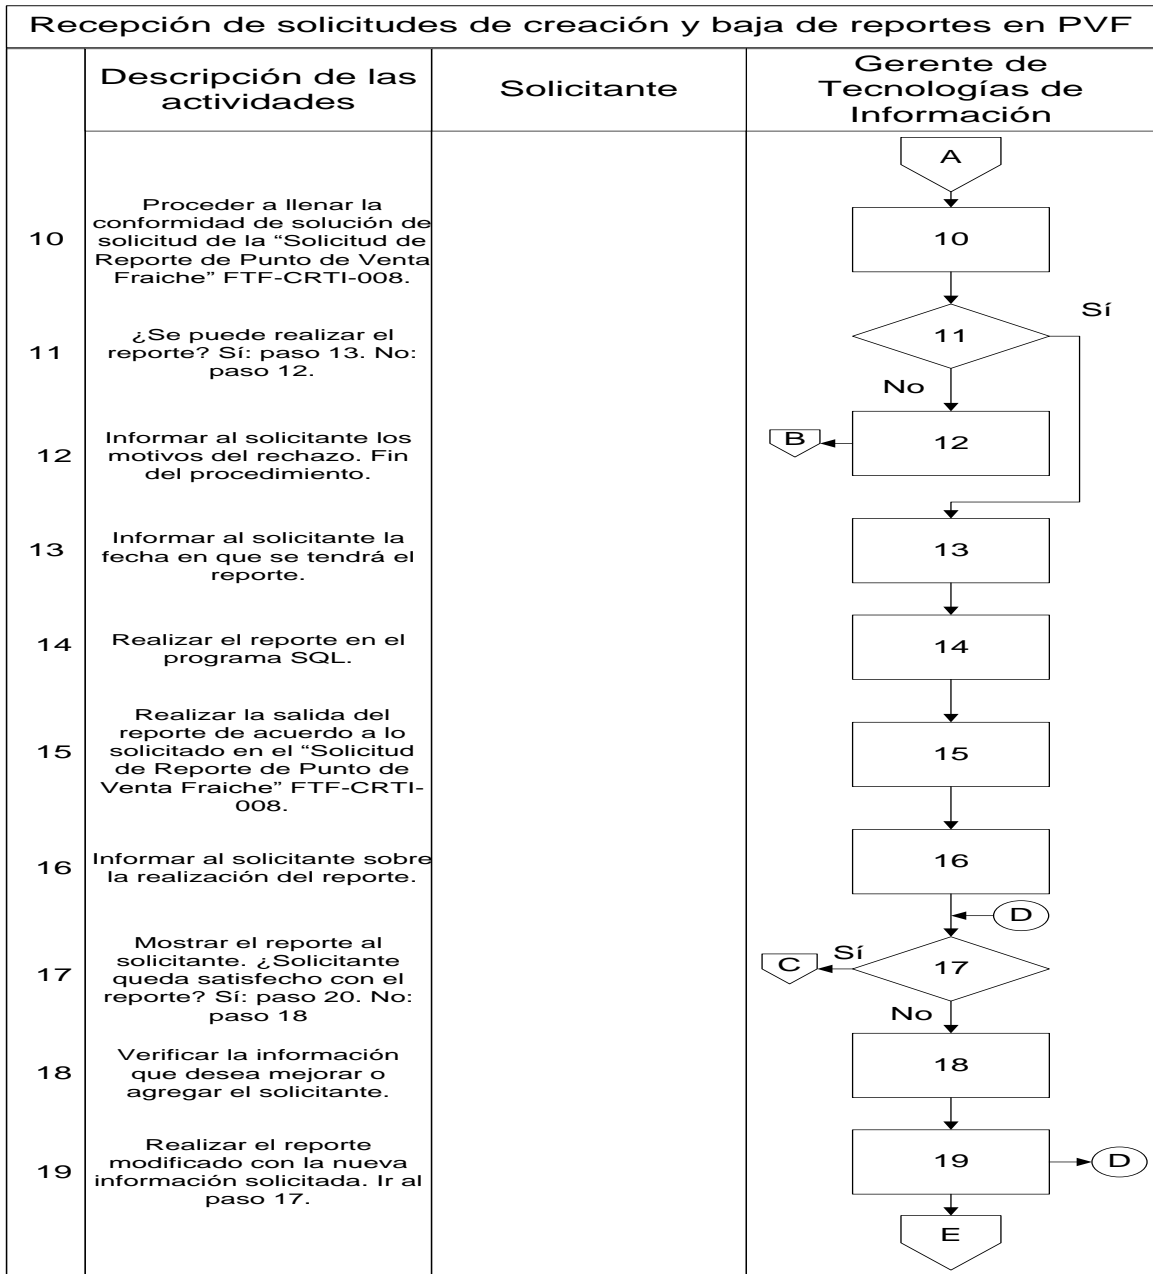 Recepción de solicitudes de creación y baja de reportes en PVF
Descripción de las
actividades
Solicitante
Gerente de
Tecnologías de
Información
A
10
Proceder a llenar la
conformidad de solución de
solicitud de la “Solicitud de
Reporte de Punto de Venta
Fraiche” FTF-CRTI-008.
10
11
¿Se puede realizar el
reporte? Sí: paso 13. No:
paso 12.
11
Sí
No
12
Informar al solicitante los
motivos del rechazo. Fin
del procedimiento.
B
12
13
Informar al solicitante la
fecha en que se tendrá el
reporte.
13
14
Realizar el reporte en el
programa SQL.
14
15
Realizar la salida del
reporte de acuerdo a lo
solicitado en el “Solicitud
de Reporte de Punto de
Venta Fraiche” FTF-CRTI-
008.
15
16
Informar al solicitante sobre
la realización del reporte.
16
D
17
Mostrar el reporte al
solicitante. ¿Solicitante
queda satisfecho con el
reporte? Sí: paso 20. No:
paso 18
C
Sí
17
No
18
Verificar la información
que desea mejorar o
agregar el solicitante.
18
19
Realizar el reporte
modificado con la nueva
información solicitada. Ir al
paso 17.
19
D
E